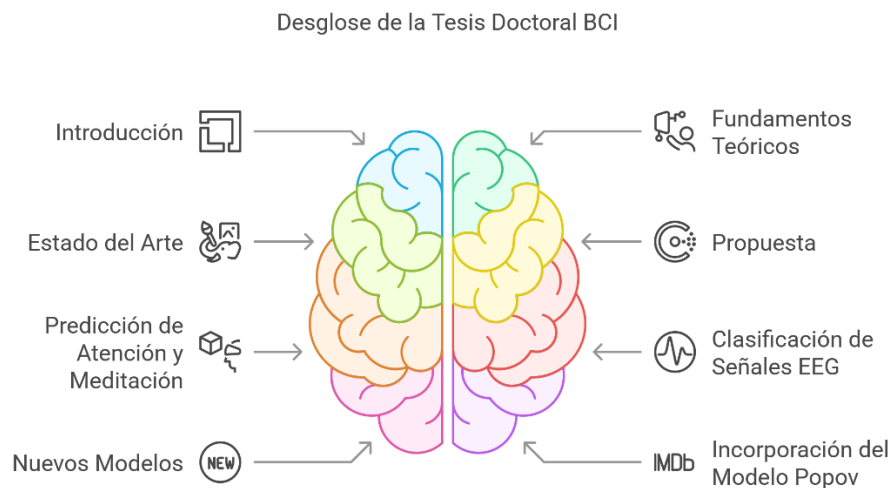 Desglose de la Tesis Doctoral BCI
Introducción
Fundamentos
Teóricos
Estado del Arte
Propuesta
Predicción de
Atención y
Meditación
Clasificación de
Señales EEG
Nuevos Modelos
NEW
IMDb
Incorporación del
Modelo Popov